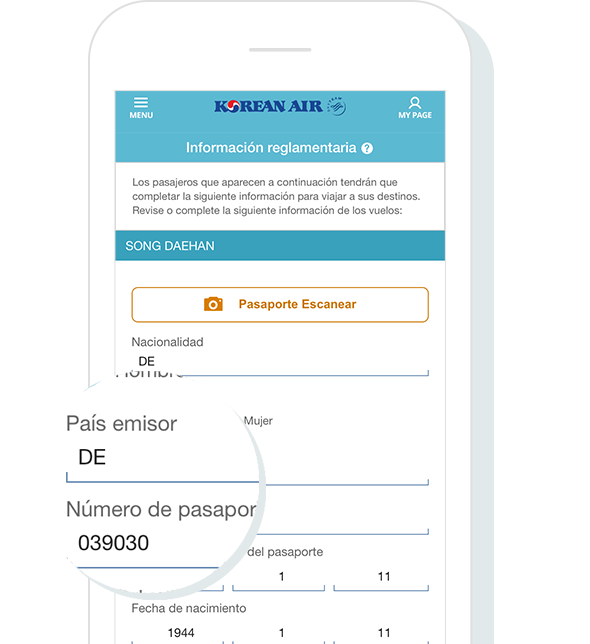 MENU
KOREAN AIR
MY PAGE
Información reglamentaria ?
Los pasajeros que aparecen a continuación tendrán que
completar la siguiente información para viajar a sus destinos.
Revise o complete la siguiente información de los vuelos:
SONG DAEHAN
Pasaporte Escanear
Nacionalidad
DE
Mujer
País emisor
DE
Número de pasapor
039030
del pasaporte
1 11
Fecha de nacimiento
1944 1 11